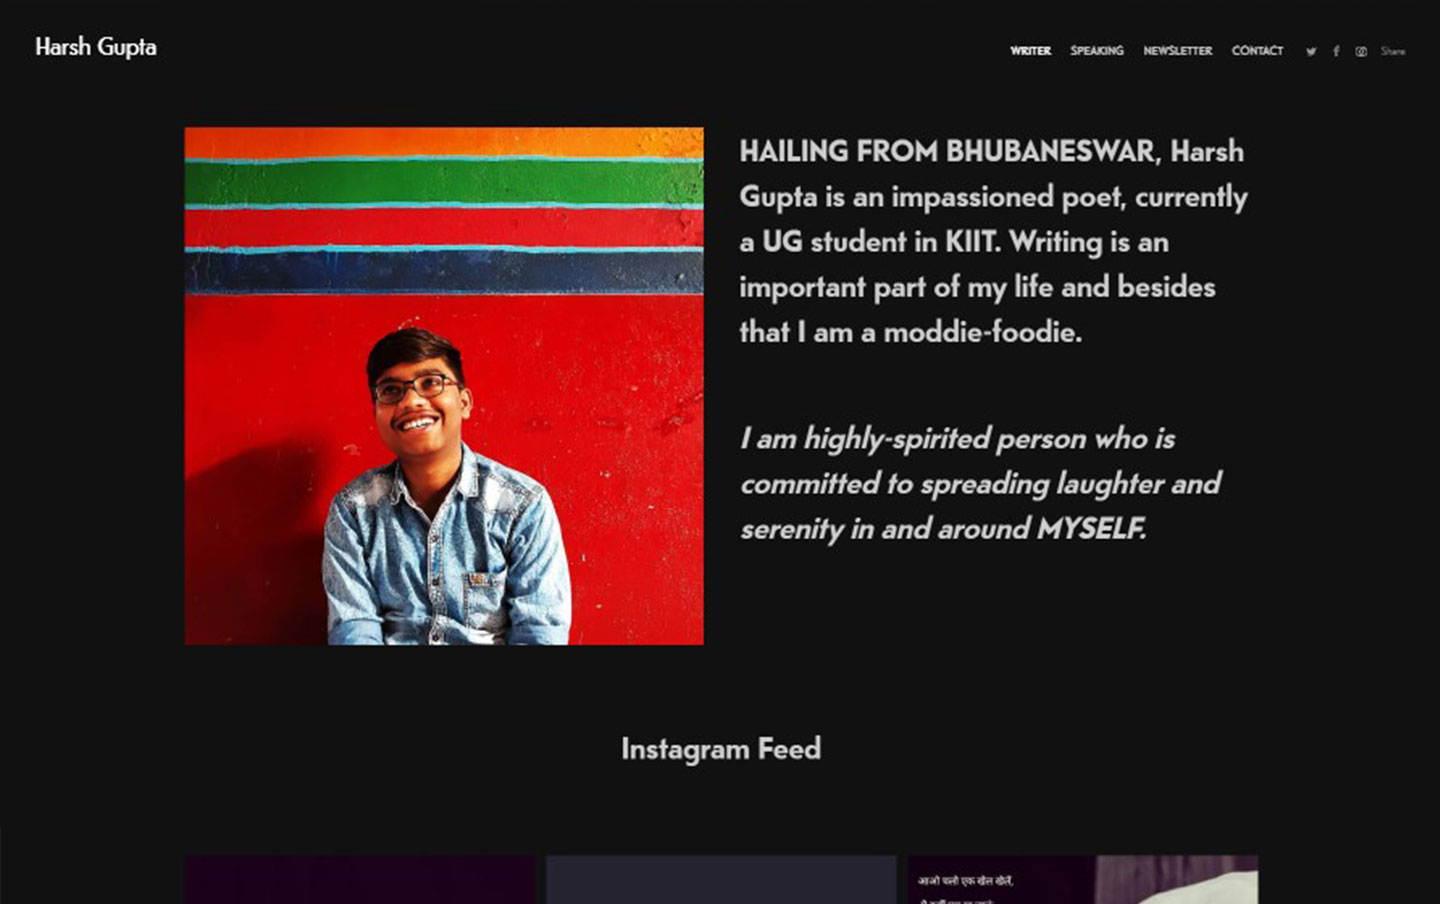 Harsh Gupta
WRITER SPEAKING NEWSLETTER CONTACT Share
HAILING FROM BHUBANESWAR, Harsh
Gupta is an impassioned poet, currently
a UG student in KIIT. Writing is an
important part of my life and besides
that I am a moddie-foodie.
I am highly-spirited person who is
committed to spreading laughter and
serenity in and around MYSELF.
Instagram Feed
आओ चलो एक खेल खेलें,